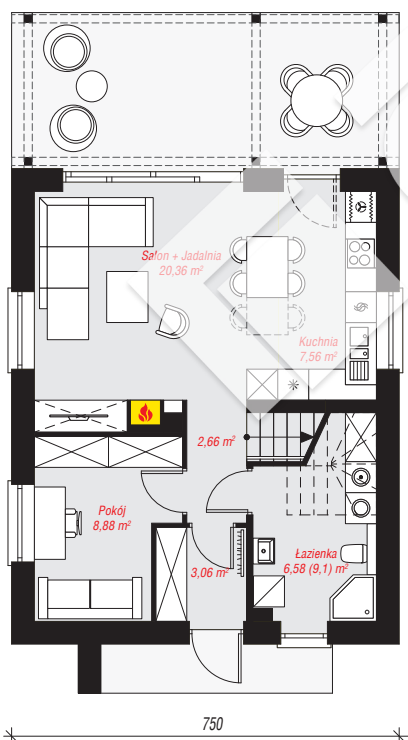 Salon + Jadalnia
20,36 m²
Kuchnia
7,56 m²
2,66 m²
Pokój
8,88 m²
3,06 m²
Łazienka
6,58 (9,1) m²
750